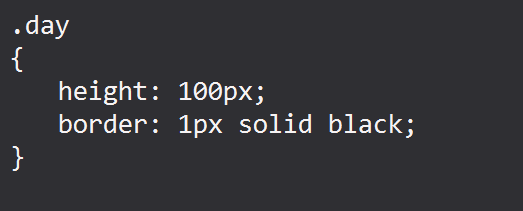 .day
{
   height: 100px;
   border: 1px solid black;
}